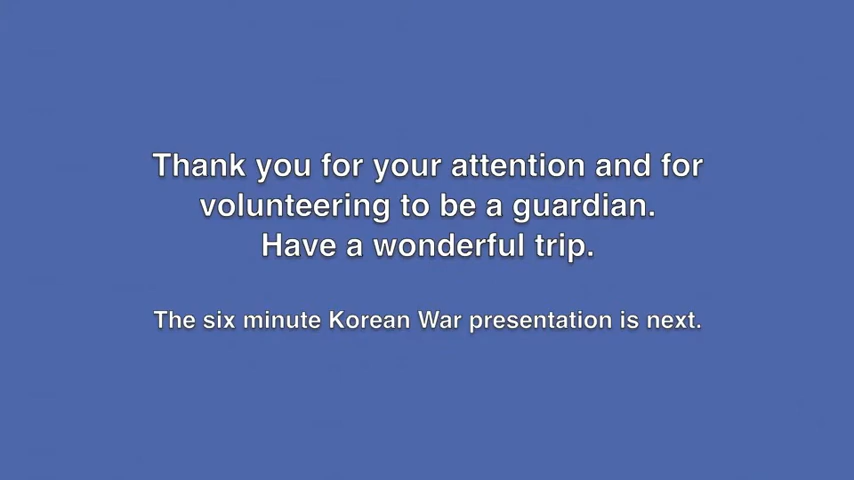 Thank you for your attention and for
volunteering to be a guardian.
Have a wonderful trip.
The six minute Korean War presentation is next.